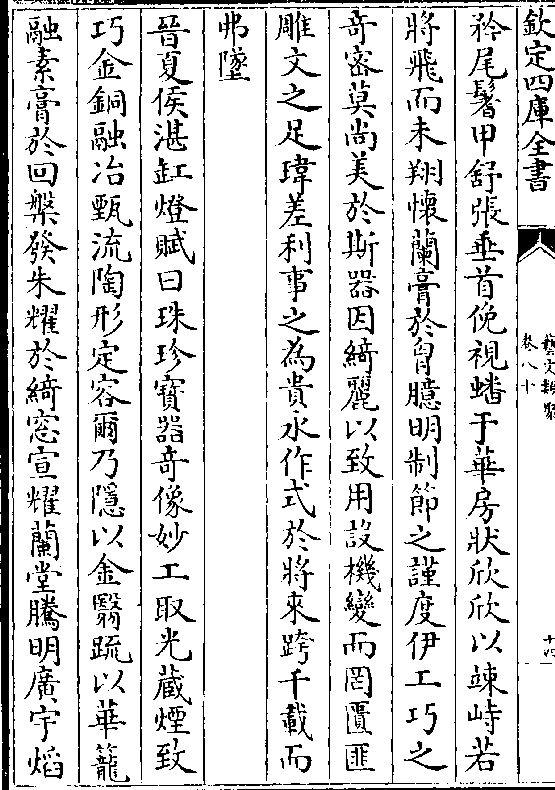 欽定四庫全書
藝文類聚
卷八十
十四
矜尾鬐甲舒張垂首俛視蟠于華房狀欣欣以竦峙若
將飛而未翔懷蘭膏於胷臆明制節之謹度伊工巧之
奇密莫尚美於斯器因綺麗以致用設機變而罔匱匪
雕文之足瑋差利事之為貴永作式於將來跨千載而
弗墜
晉夏侯湛缸燈賦曰珠珍寶器奇像妙工取光藏煙致
巧金銅融冶甄流陶形定容爾乃隱以金翳疏以華籠
融素膏於回槃發朱耀於綺窓宣耀蘭堂騰明廣宇焰